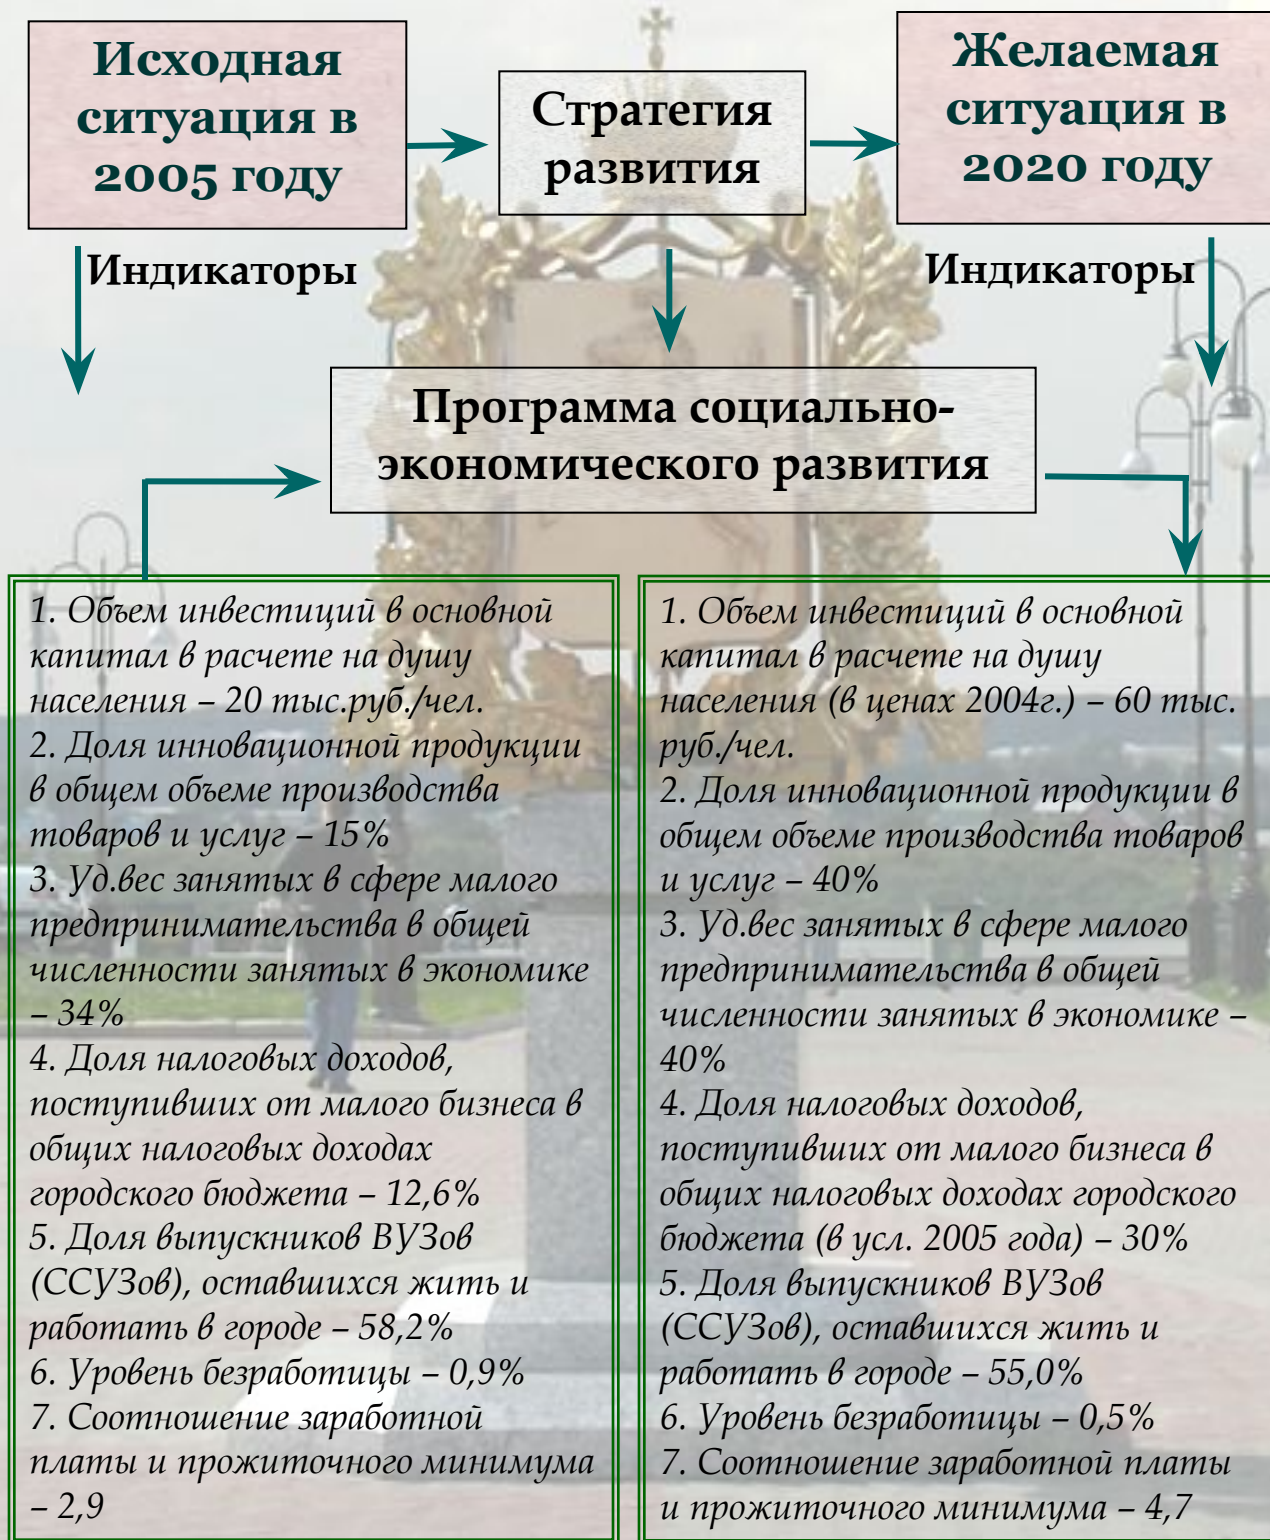 Исходная
ситуация в
2005 году
Стратегия
развития
Желаемая
ситуация в
2020 году
Индикаторы
Индикаторы
Программа социально-
экономического развития
1. Объем инвестиций в основной
капитал в расчете на душу
населения – 20 тыс.руб./чел.
2. Доля инновационной продукции
в общем объеме производства
товаров и услуг – 15%
3. Уд.вес занятых в сфере малого
предпринимательства в общей
численности занятых в экономике
– 34%
4. Доля налоговых доходов,
поступивших от малого бизнеса в
общих налоговых доходах
городского бюджета – 12,6%
5. Доля выпускников ВУЗов
(ССУЗов), оставшихся жить и
работать в городе – 58,2%
6. Уровень безработицы – 0,9%
7. Соотношение заработной
платы и прожиточного минимума
– 2,9
1. Объем инвестиций в основной
капитал в расчете на душу
населения (в ценах 2004г.) – 60 тыс.
руб./чел.
2. Доля инновационной продукции в
общем объеме производства товаров
и услуг – 40%
3. Уд.вес занятых в сфере малого
предпринимательства в общей
численности занятых в экономике –
40%
4. Доля налоговых доходов,
поступивших от малого бизнеса в
общих налоговых доходах городского
бюджета (в усл. 2005 года) – 30%
5. Доля выпускников ВУЗов
(ССУЗов), оставшихся жить и
работать в городе – 55,0%
6. Уровень безработицы – 0,5%
7. Соотношение заработной платы
и прожиточного минимума – 4,7